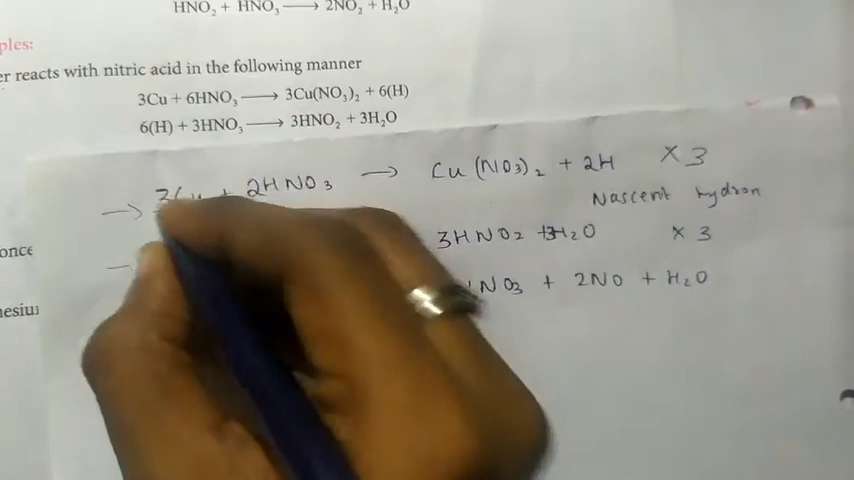 HNO₂ + HNO₃ ⟶ 2NO₂ + H₂O
ples:
er reacts with nitric acid in the following manner
3Cu + 6HNO₃ ⟶ 3Cu(NO₃)₂ + 6(H)
6(H) + 3HNO₃ ⟶ 3HNO₂ + 3H₂O
→ 3Cu + 2HNO₃ → Cu(NO₃)₂ + 2H × 3
Nascent hydron
once
3HNO₂ + 3H₂O × 3
NO₃ + 2NO + H₂O
nesiu